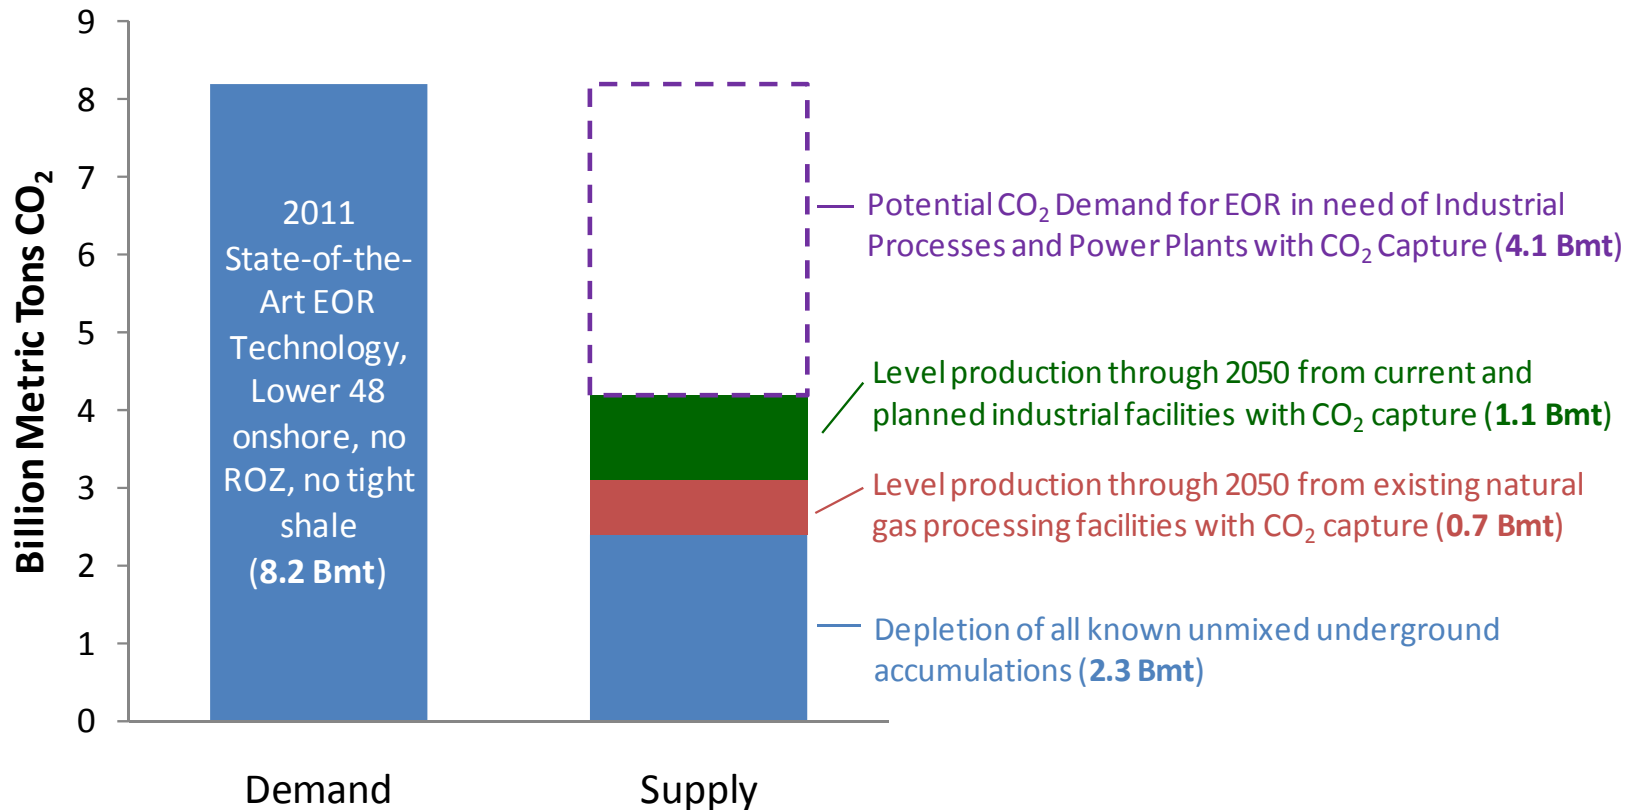 Billion Metric Tons CO₂
9
8
7
6
5
4
3
2
1
0
2011
State-of-the-
Art EOR
Technology,
Lower 48
onshore, no
ROZ, no tight
shale
(8.2 Bmt)
Potential CO₂ Demand for EOR in need of Industrial
Processes and Power Plants with CO₂ Capture (4.1 Bmt)
Level production through 2050 from current and
planned industrial facilities with CO₂ capture (1.1 Bmt)
Level production through 2050 from existing natural
gas processing facilities with CO₂ capture (0.7 Bmt)
Depletion of all known unmixed underground
accumulations (2.3 Bmt)
Demand
Supply